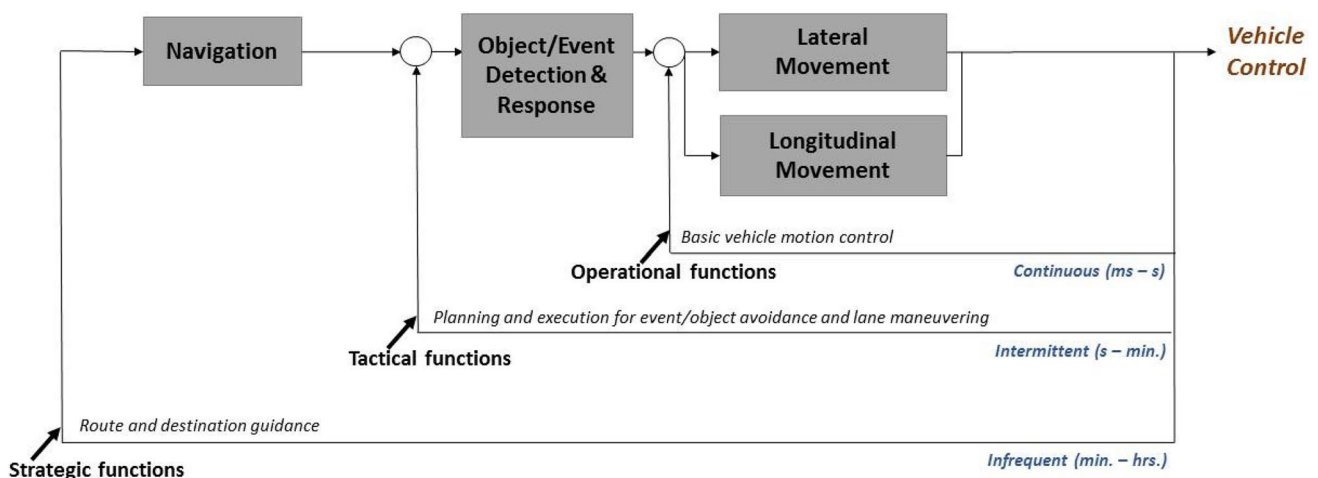 Navigation
Object/Event
Detection &
Response
Lateral
Movement
Longitudinal
Movement
Vehicle
Control
Basic vehicle motion control
Operational functions
Continuous (ms – s)
Planning and execution for event/object avoidance and lane maneuvering
Tactical functions
Intermittent (s – min.)
Route and destination guidance
Strategic functions
Infrequent (min. – hrs.)